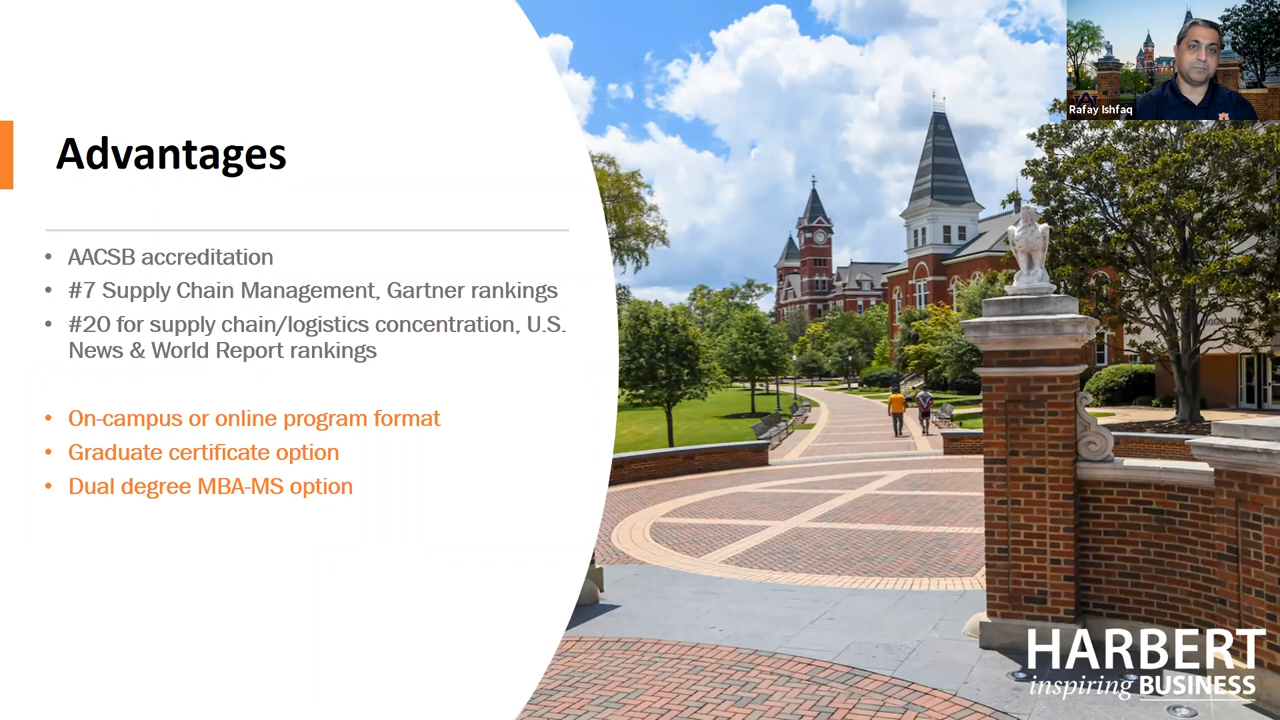 Advantages
• AACSB accreditation
• #7 Supply Chain Management, Gartner rankings
• #20 for supply chain/logistics concentration, U.S.
News & World Report rankings
• On-campus or online program format
• Graduate certificate option
• Dual degree MBA-MS option
Rafay Ishfaq
HARBERT
inspiring BUSINESS